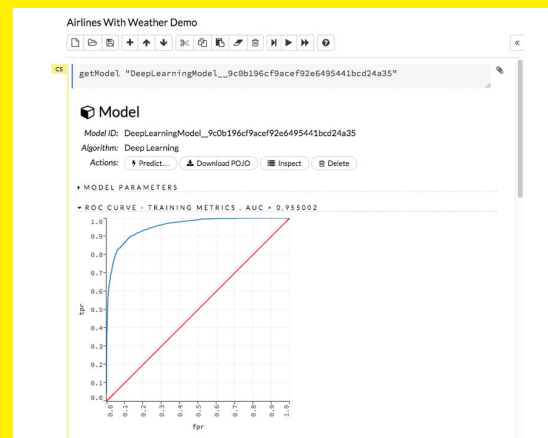 Airlines With Weather Demo
CS
getModel "DeepLearningModel__9c0b196cf9acef92e6495441bcd24a35"
Model
Model ID: DeepLearningModel__9c0b196cf9acef92e6495441bcd24a35
Algorithm: Deep Learning
Actions: Predict... Download POJO Inspect Delete
MODEL PARAMETERS
ROC CURVE - TRAINING METRICS , AUC = 0.955002
1.0
0.9
0.8
0.7
0.6
tpr
0.5
0.4
0.3
0.2
0.1
0.0
0.0 0.1 0.2 0.3 0.4 0.5 0.6 0.7 0.8 0.9 1.0
fpr